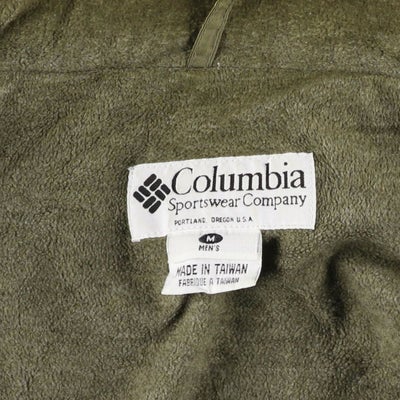 Columbia
Sportswear Company
PORTLAND, OREGON U.S.A
M
MEN'S
MADE IN TAIWAN
FABRIQUE A TAIWAN